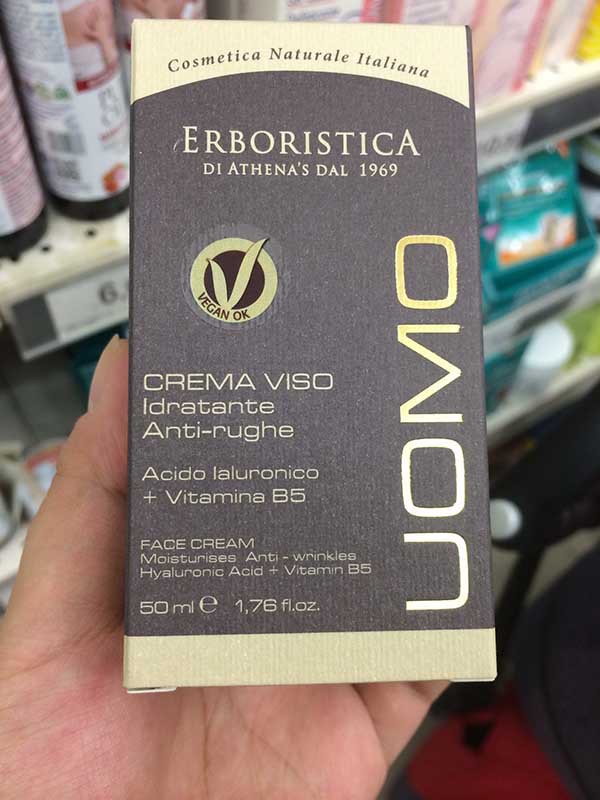 Cosmetica Naturale Italiana
ERBORISTICA
DI ATHENA'S DAL 1969
VEGAN OK
UOMO
CREMA VISO
Idratante
Anti-rughe
Acido Ialuronico
+ Vitamina B5
FACE CREAM
Moisturises Anti - wrinkles
Hyaluronic Acid + Vitamin B5
50 ml ℮ 1,76 fl.oz.
6,